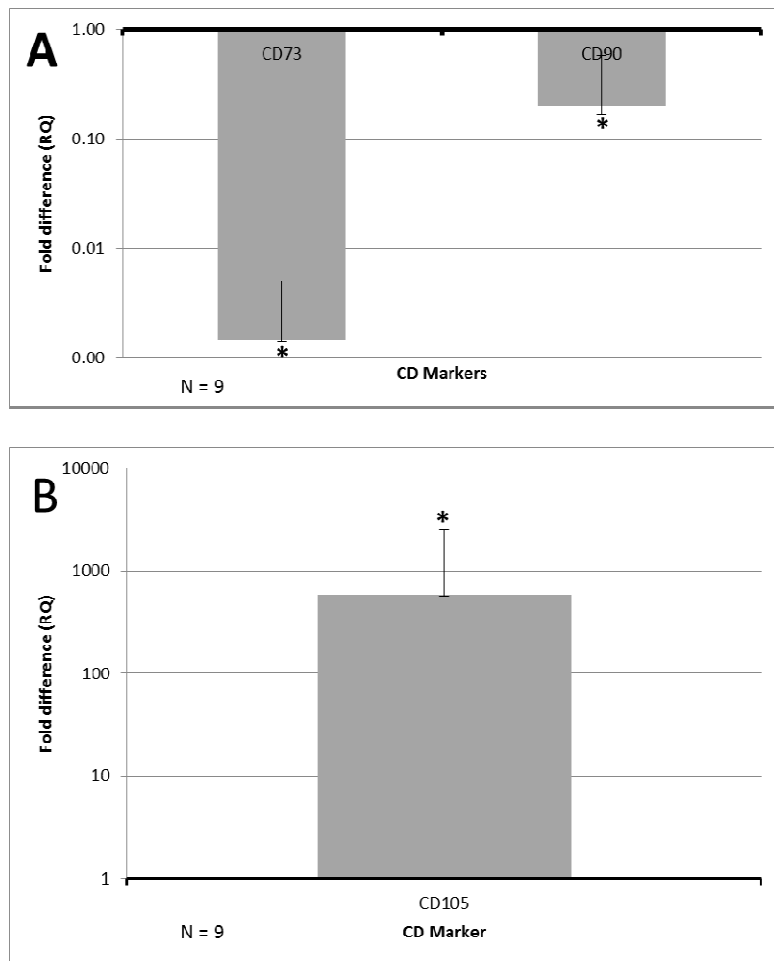 A
1.00
CD73
CD90
0.10
*
0.01
0.00
*
Fold difference (RQ)
CD Markers
N = 9
B
10000
*
1000
100
10
1
Fold difference (RQ)
CD105
N = 9
CD Marker